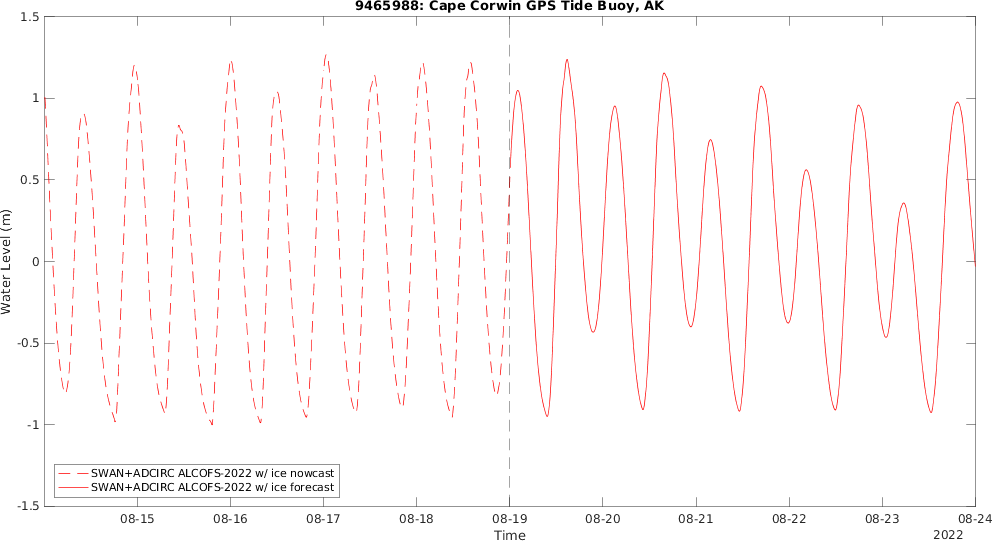 9465988: Cape Corwin GPS Tide Buoy, AK
1.5
1
0.5
0
-0.5
-1
-1.5
Water Level (m)
SWAN+ADCIRC ALCOFS-2022 w/ ice nowcast
SWAN+ADCIRC ALCOFS-2022 w/ ice forecast
08-15 08-16 08-17 08-18 08-19 08-20 08-21 08-22 08-23 08-24
Time 2022